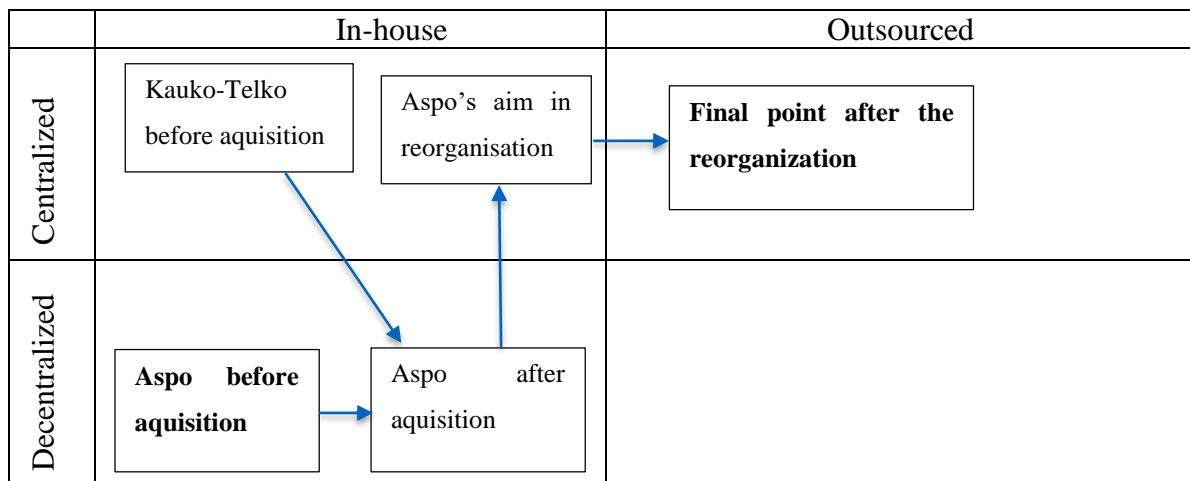 In-house
Outsourced
Centralized
Kauko-Telko
before aquisition
Aspo’s aim in
reorganisation
Final point after the
reorganization
Decentralized
Aspo before
aquisition
Aspo after
aquisition